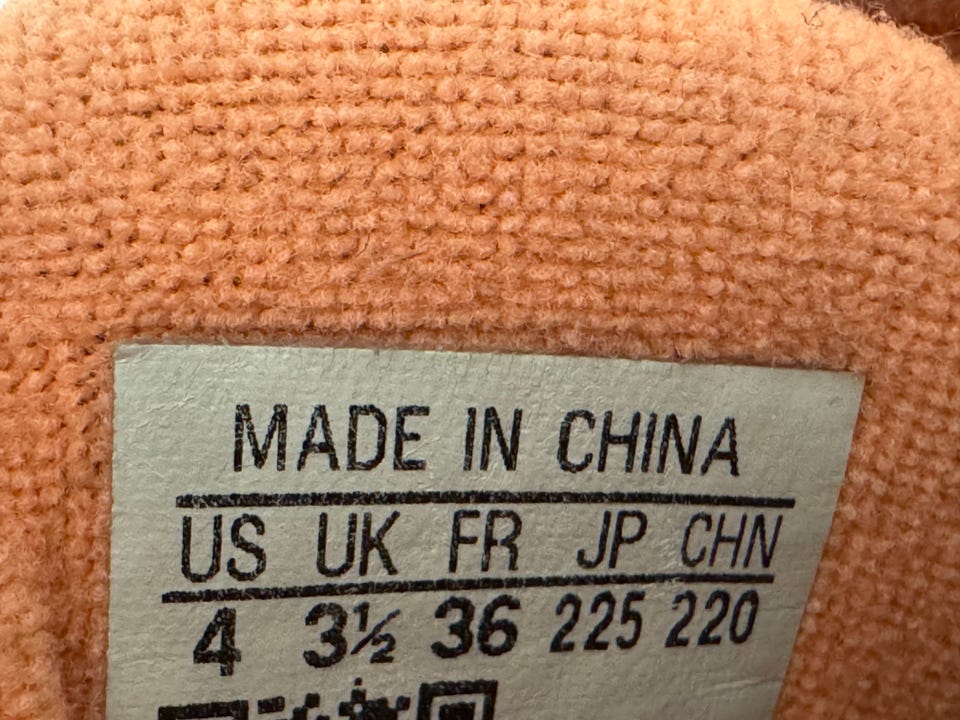 MADE IN CHINA
US UK FR JP CHN
4 3½ 36 225 220